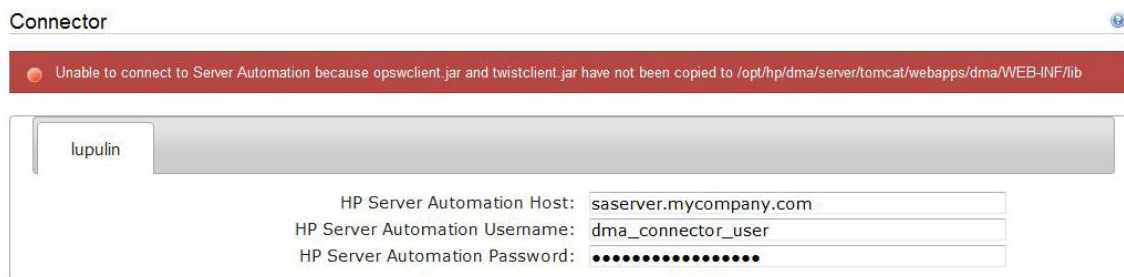 Connector
Unable to connect to Server Automation because opswclient.jar and twistclient.jar have not been copied to /opt/hp/dma/server/tomcat/webapps/dma/WEB-INF/lib
lupulin
HP Server Automation Host: saserver.mycompany.com
HP Server Automation Username: dma_connector_user
HP Server Automation Password: •••••••••••••••••